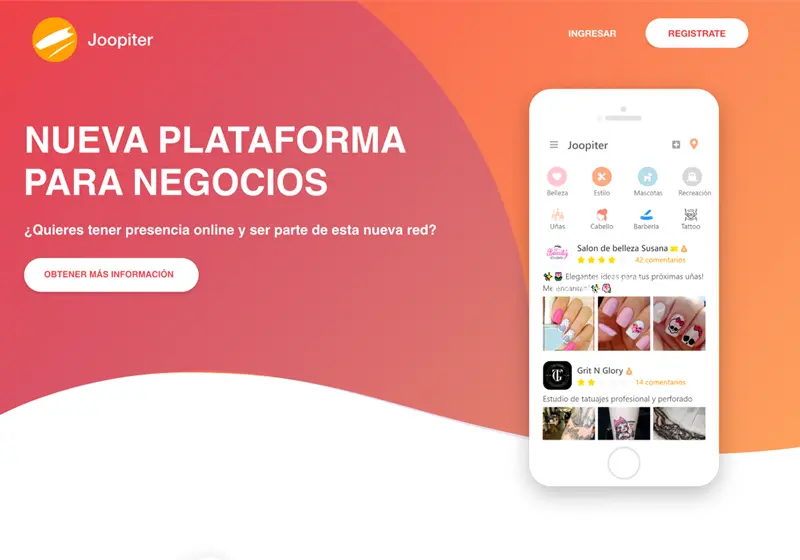 Joopiter
INGRESAR
REGISTRATE
NUEVA PLATAFORMA
PARA NEGOCIOS
¿Quieres tener presencia online y ser parte de esta nueva red?
OBTENER MÁS INFORMACIÓN
Joopiter
Belleza Estilo Mascotas Recreación
Uñas Cabello Barbería Tattoo
Salon de belleza Susana
42 comentarios
Elegantes ideas para tus próximas uñas!
Me encantan!
Grit N Glory
14 comentarios
Estudio de tatuajes profesional y perforado